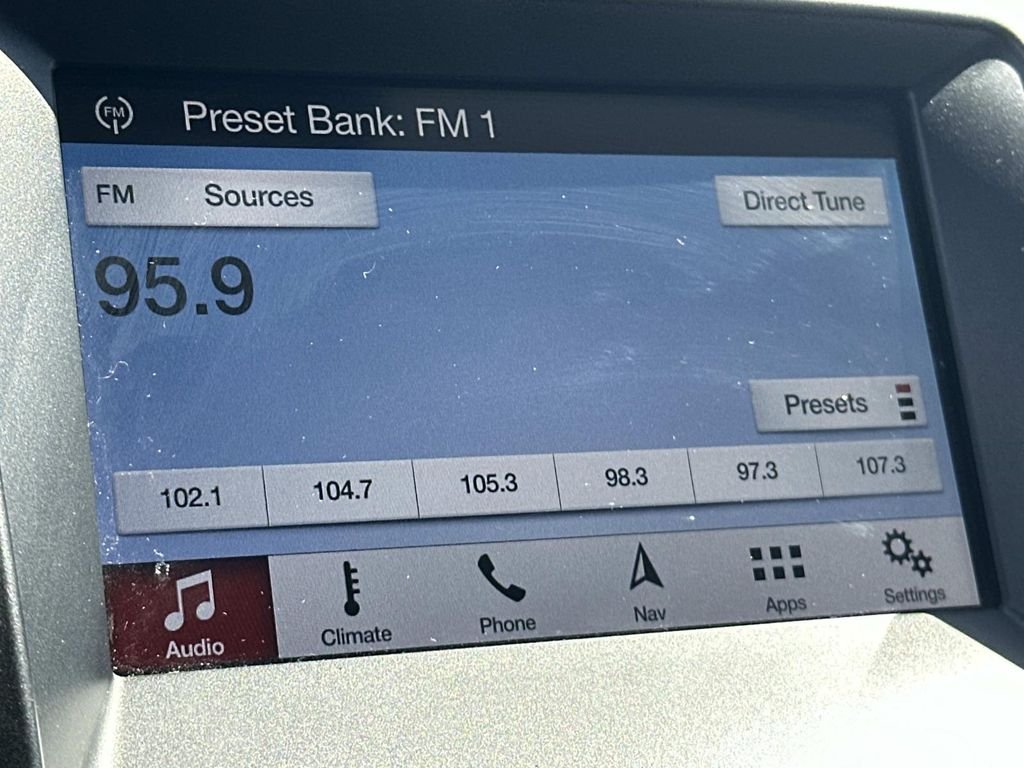 FM Preset Bank: FM 1
FM Sources Direct Tune
95.9
Presets
102.1 104.7 105.3 98.3 97.3 107.3
Audio Climate Phone Nav Apps Settings